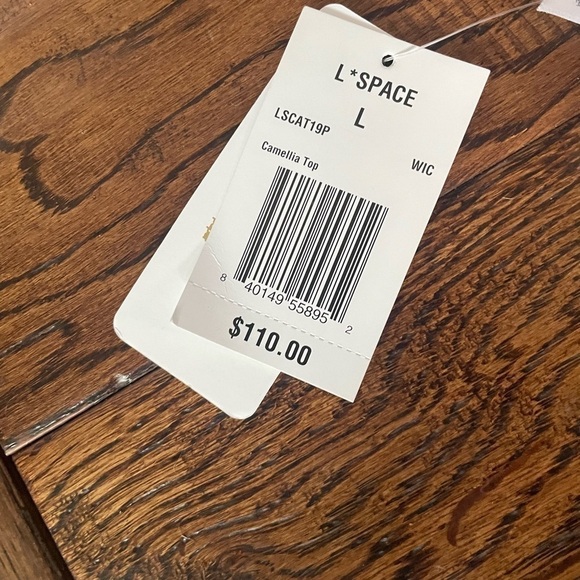 L*SPACE
L
LSCAT19P
WIC
Camellia Top
8 40149 55895 2
$110.00